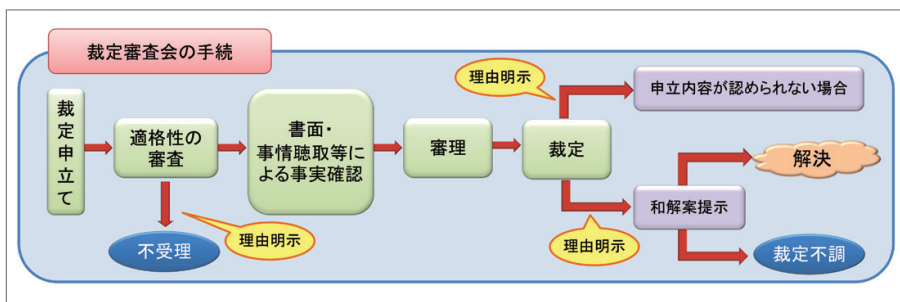 裁定審査会の手続
裁定申立て
適格性の
審査
不受理
理由明示
書面・
事情聴取等に
よる事実確認
審理
裁定
理由明示
申立内容が認められない場合
理由明示
和解案提示
解決
裁定不調